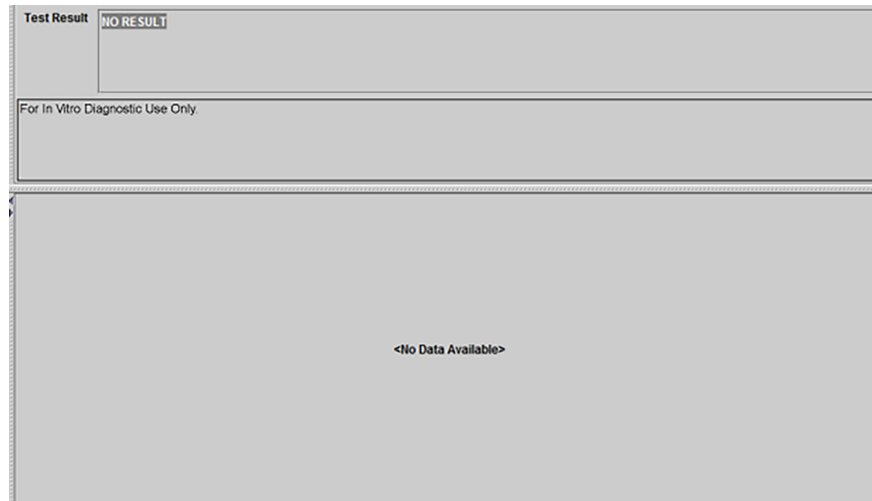 Test Result NO RESULT
For In Vitro Diagnostic Use Only.
<No Data Available>